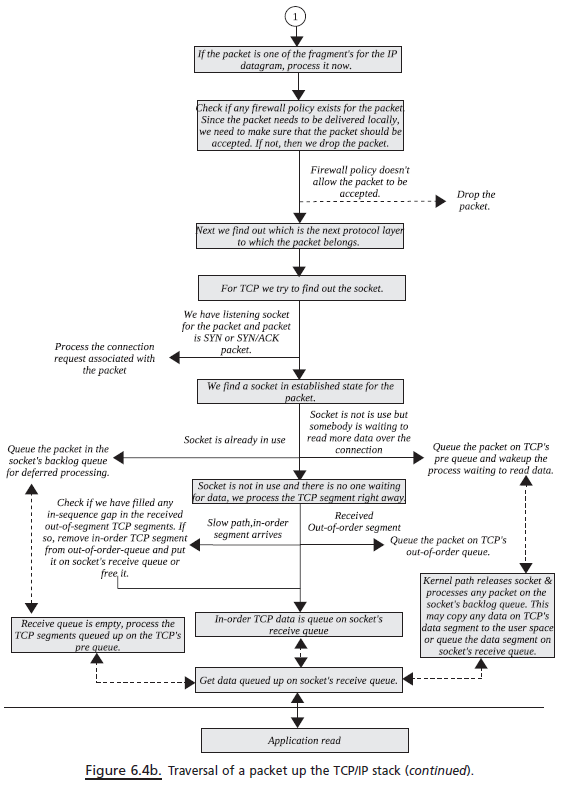 1
If the packet is one of the fragment's for the IP
datagram, process it now.
Check if any firewall policy exists for the packet.
Since the packet needs to be delivered locally,
we need to make sure that the packet should be
accepted. If not, then we drop the packet.
Firewall policy doesn't
allow the packet to be
accepted.
Drop the
packet.
Next we find out which is the next protocol layer
to which the packet belongs.
For TCP we try to find out the socket.
We have listening socket
for the packet and packet
is SYN or SYN/ACK
packet.
Process the connection
request associated with
the packet
We find a socket in established state for the
packet.
Socket is already in use
Socket is not is use but
somebody is waiting to
read more data over the
connection
Queue the packet in the
socket's backlog queue
for deferred processing.
Queue the packet on TCP's
pre queue and wakeup the
process waiting to read data.
Socket is not in use and there is no one waiting
for data, we process the TCP segment right away.
Check if we have filled any
in-sequence gap in the received
out-of-segment TCP segments. If
so, remove in-order TCP segment
from out-of-order-queue and put
it on socket's receive queue or
free it.
Slow path,in-order
segment arrives
Received
Out-of-order segment
Queue the packet on TCP's
out-of-order queue.
Kernel path releases socket &
processes any packet on the
socket's backlog queue. This
may copy any data on TCP's
data segment to the user space
or queue the data segment on
socket's receive queue.
Receive queue is empty, process the
TCP segments queued up on the TCP's
pre queue.
In-order TCP data is queue on socket's
receive queue
Get data queued up on socket's receive queue.
Application read
Figure 6.4b. Traversal of a packet up the TCP/IP stack (continued).